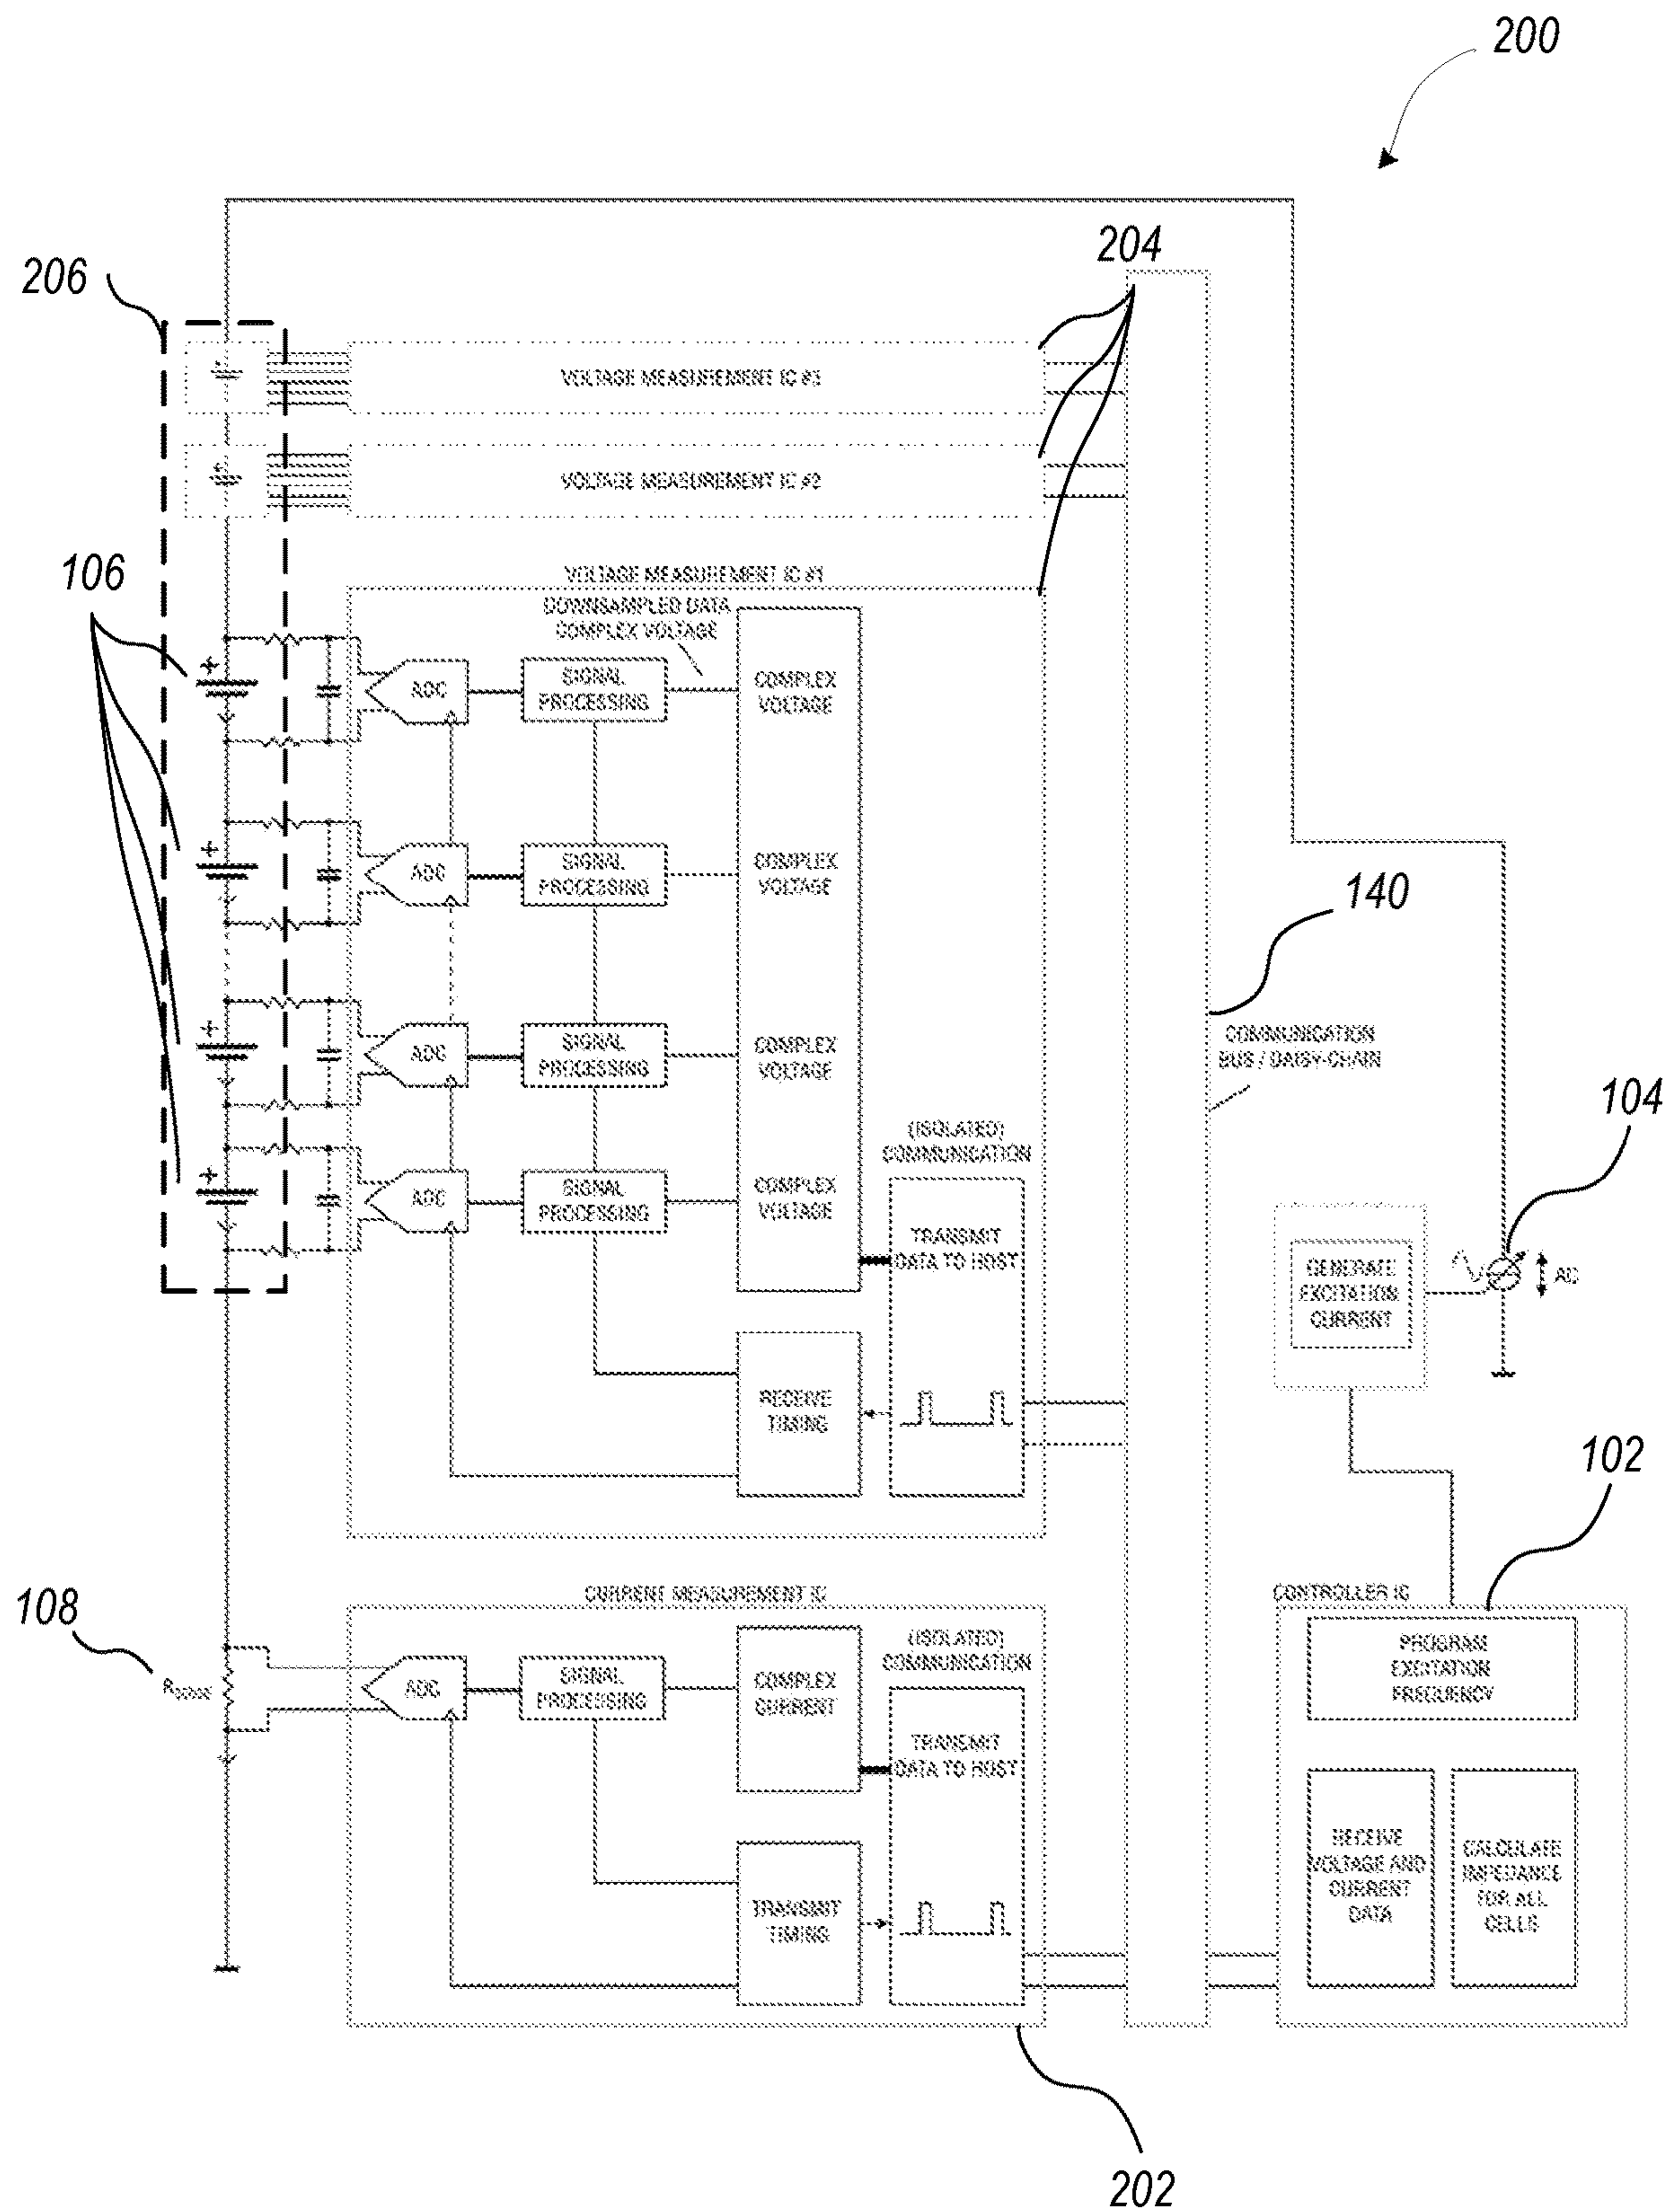 200
204
206
VOLTAGE MEASUREMENT IC #3
VOLTAGE MEASUREMENT IC #2
106
VOLTAGE MEASUREMENT IC #1
DOWNSAMPLED DATA
COMPLEX VOLTAGE
ADC
SIGNAL
PROCESSING
COMPLEX
VOLTAGE
ADC
SIGNAL
PROCESSING
COMPLEX
VOLTAGE
140
COMMUNICATION
BUS / DAISY-CHAIN
ADC
SIGNAL
PROCESSING
COMPLEX
VOLTAGE
104
(ISOLATED)
COMMUNICATION
ADC
SIGNAL
PROCESSING
COMPLEX
VOLTAGE
TRANSMIT
DATA TO HOST
GENERATE
EXCITATION
CURRENT
AC
RECEIVE
TIMING
102
CURRENT MEASUREMENT IC
CONTROLLER IC
108
RSENSE
ADC
SIGNAL
PROCESSING
COMPLEX
CURRENT
(ISOLATED)
COMMUNICATION
TRANSMIT
DATA TO HOST
PROGRAM
EXCITATION
FREQUENCY
RECEIVE
VOLTAGE AND
CURRENT
DATA
CALCULATE
IMPEDANCE
FOR ALL
CELLS
TRANSMIT
TIMING
202